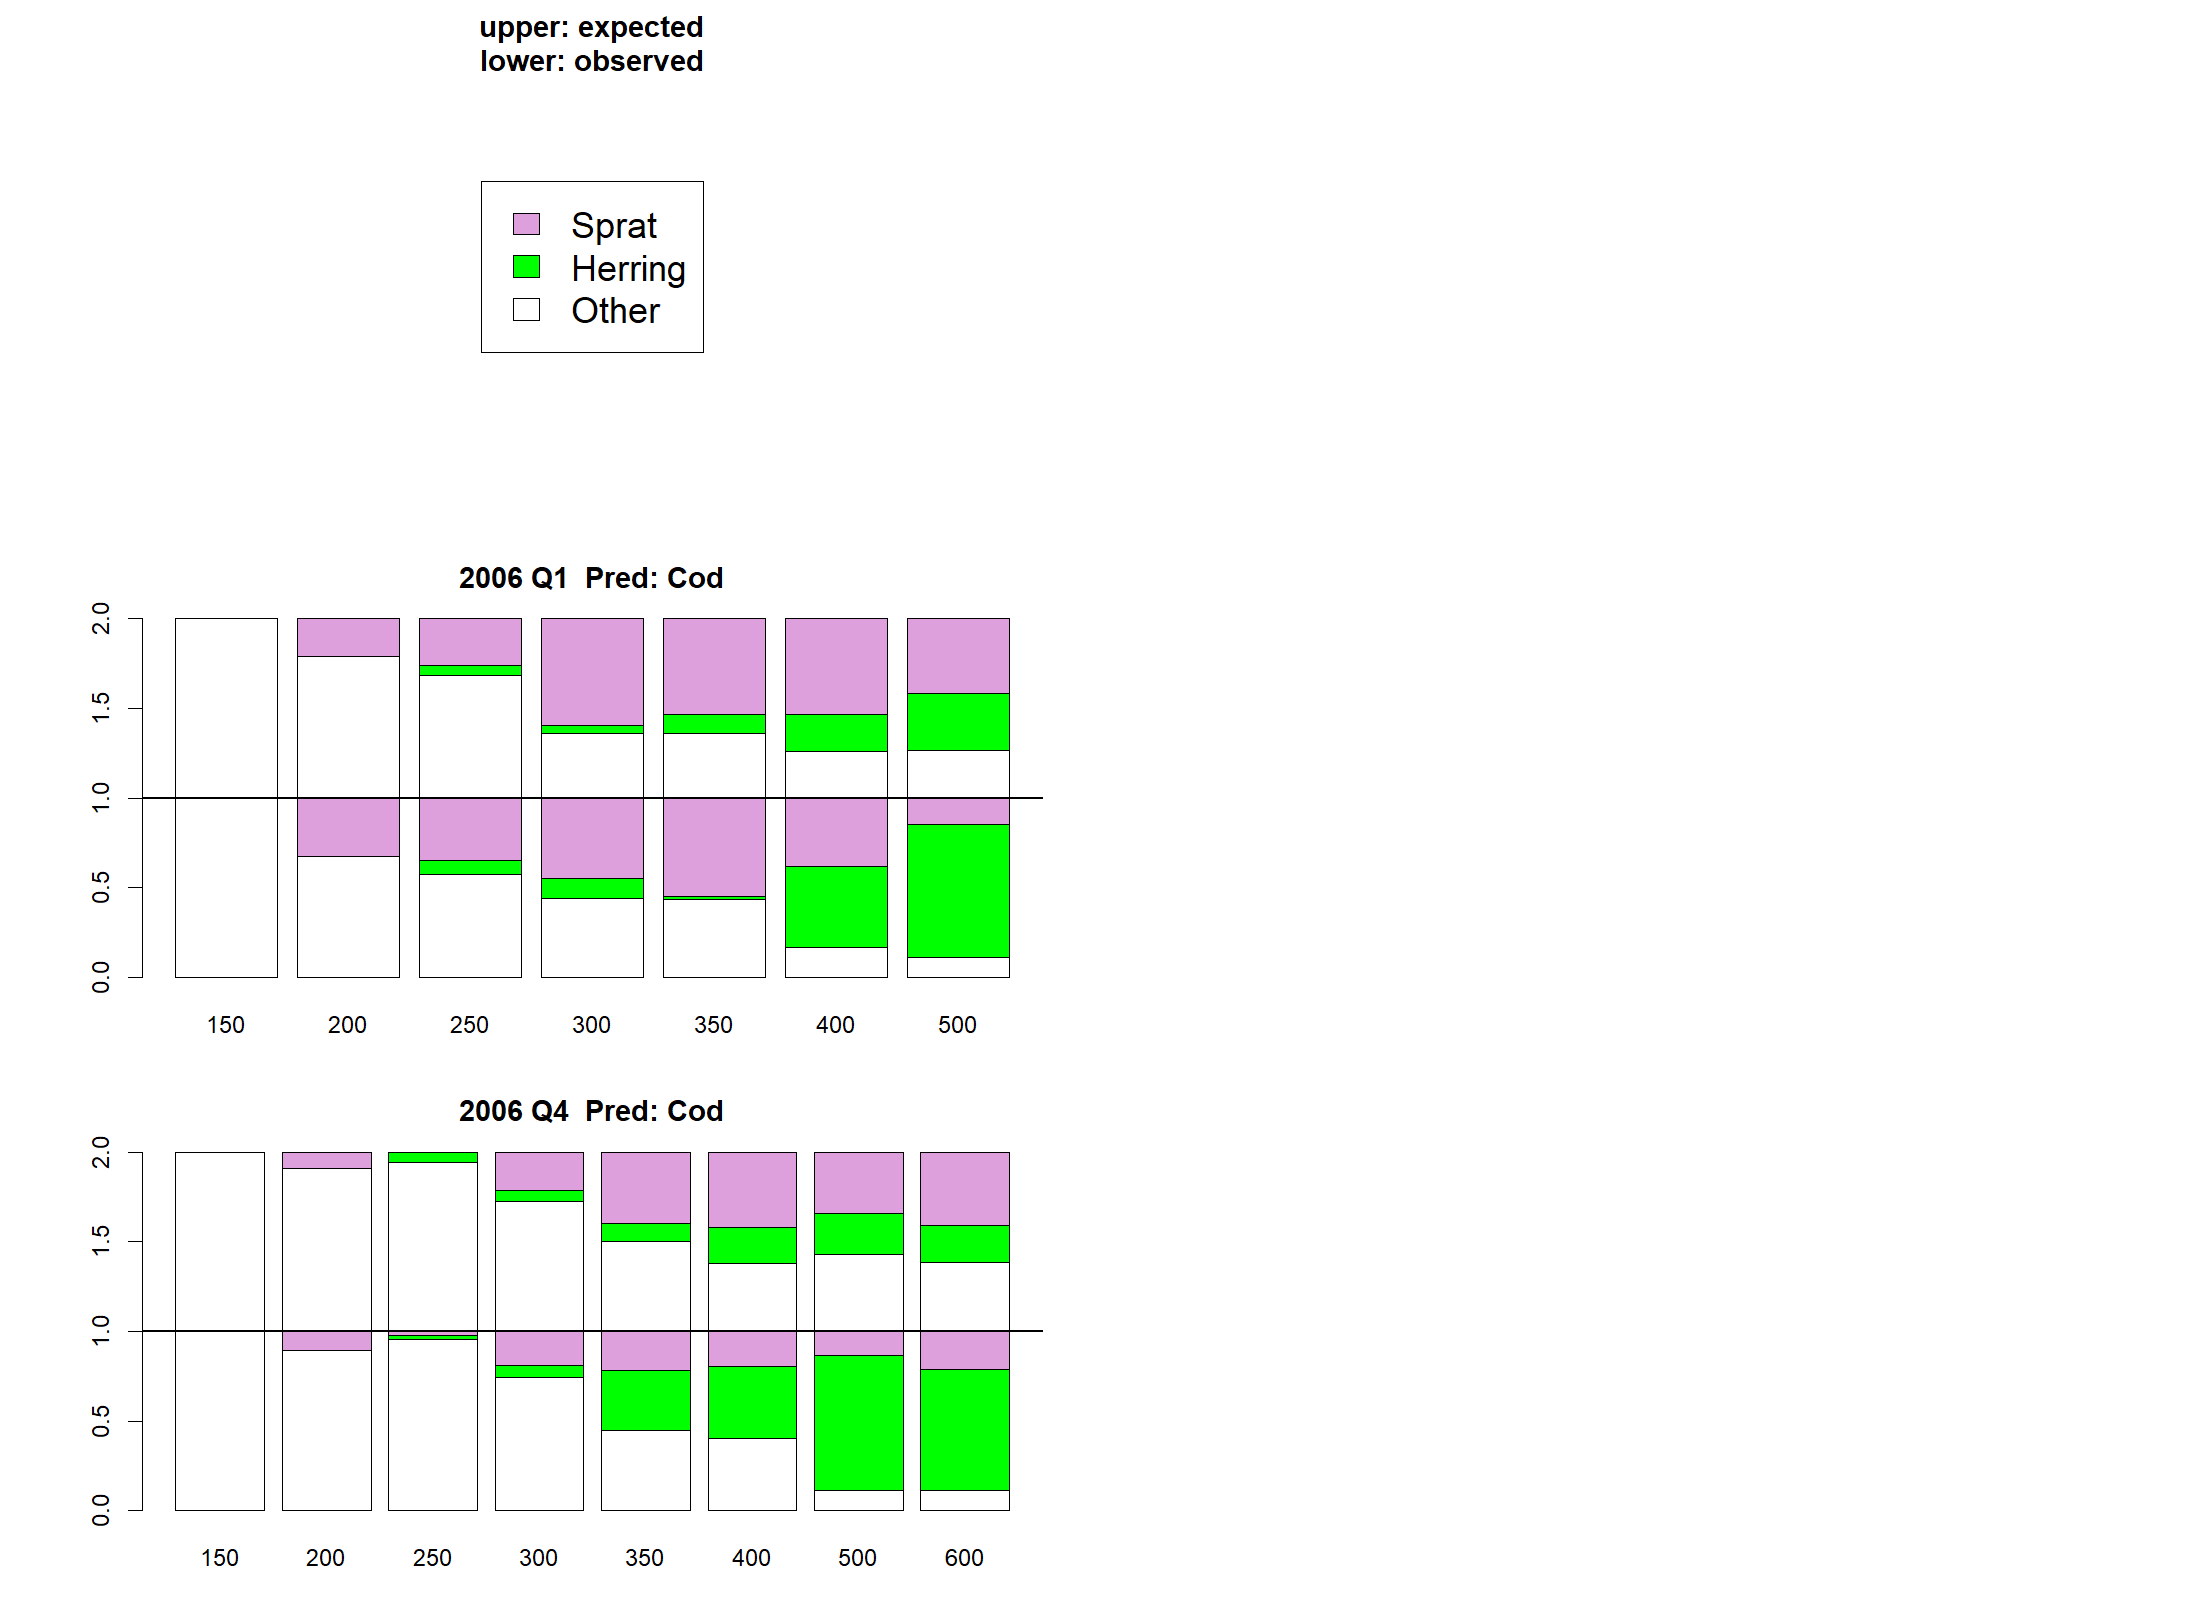 upper: expected
lower: observed
Sprat
Herring
Other
2006 Q1  Pred: Cod
2.0
1.5
1.0
0.5
0.0
150 200 250 300 350 400 500
2006 Q4  Pred: Cod
2.0
1.5
1.0
0.5
0.0
150 200 250 300 350 400 500 600